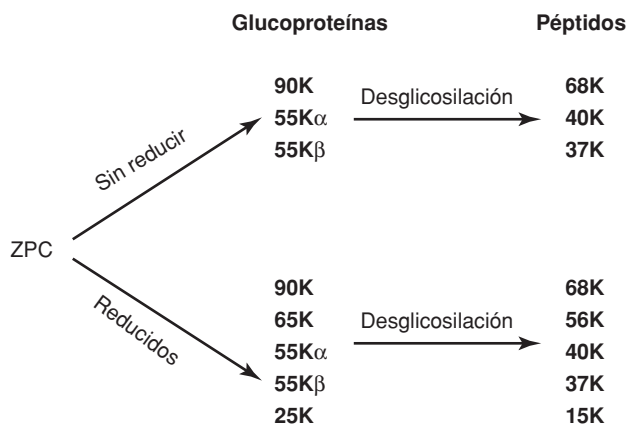 Glucoproteínas Péptidos
90K 68K
55Kα Desglicosilación 40K
55Kβ 37K
Sin reducir
ZPC
Reducidos
90K 68K
65K 56K
55Kα Desglicosilación 40K
55Kβ 37K
25K 15K